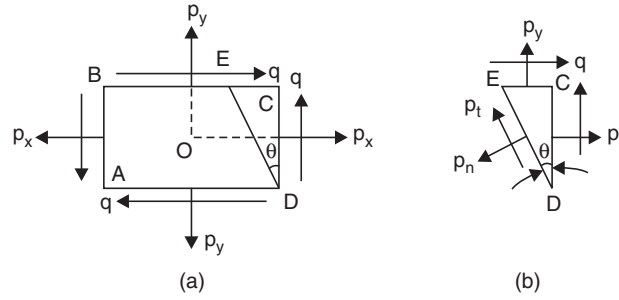 p_y
E
B q q
C
p_x O θ p_x
A
q D
p_y
(a)
p_y
q
E C
p_t
p_n θ p
D
(b)